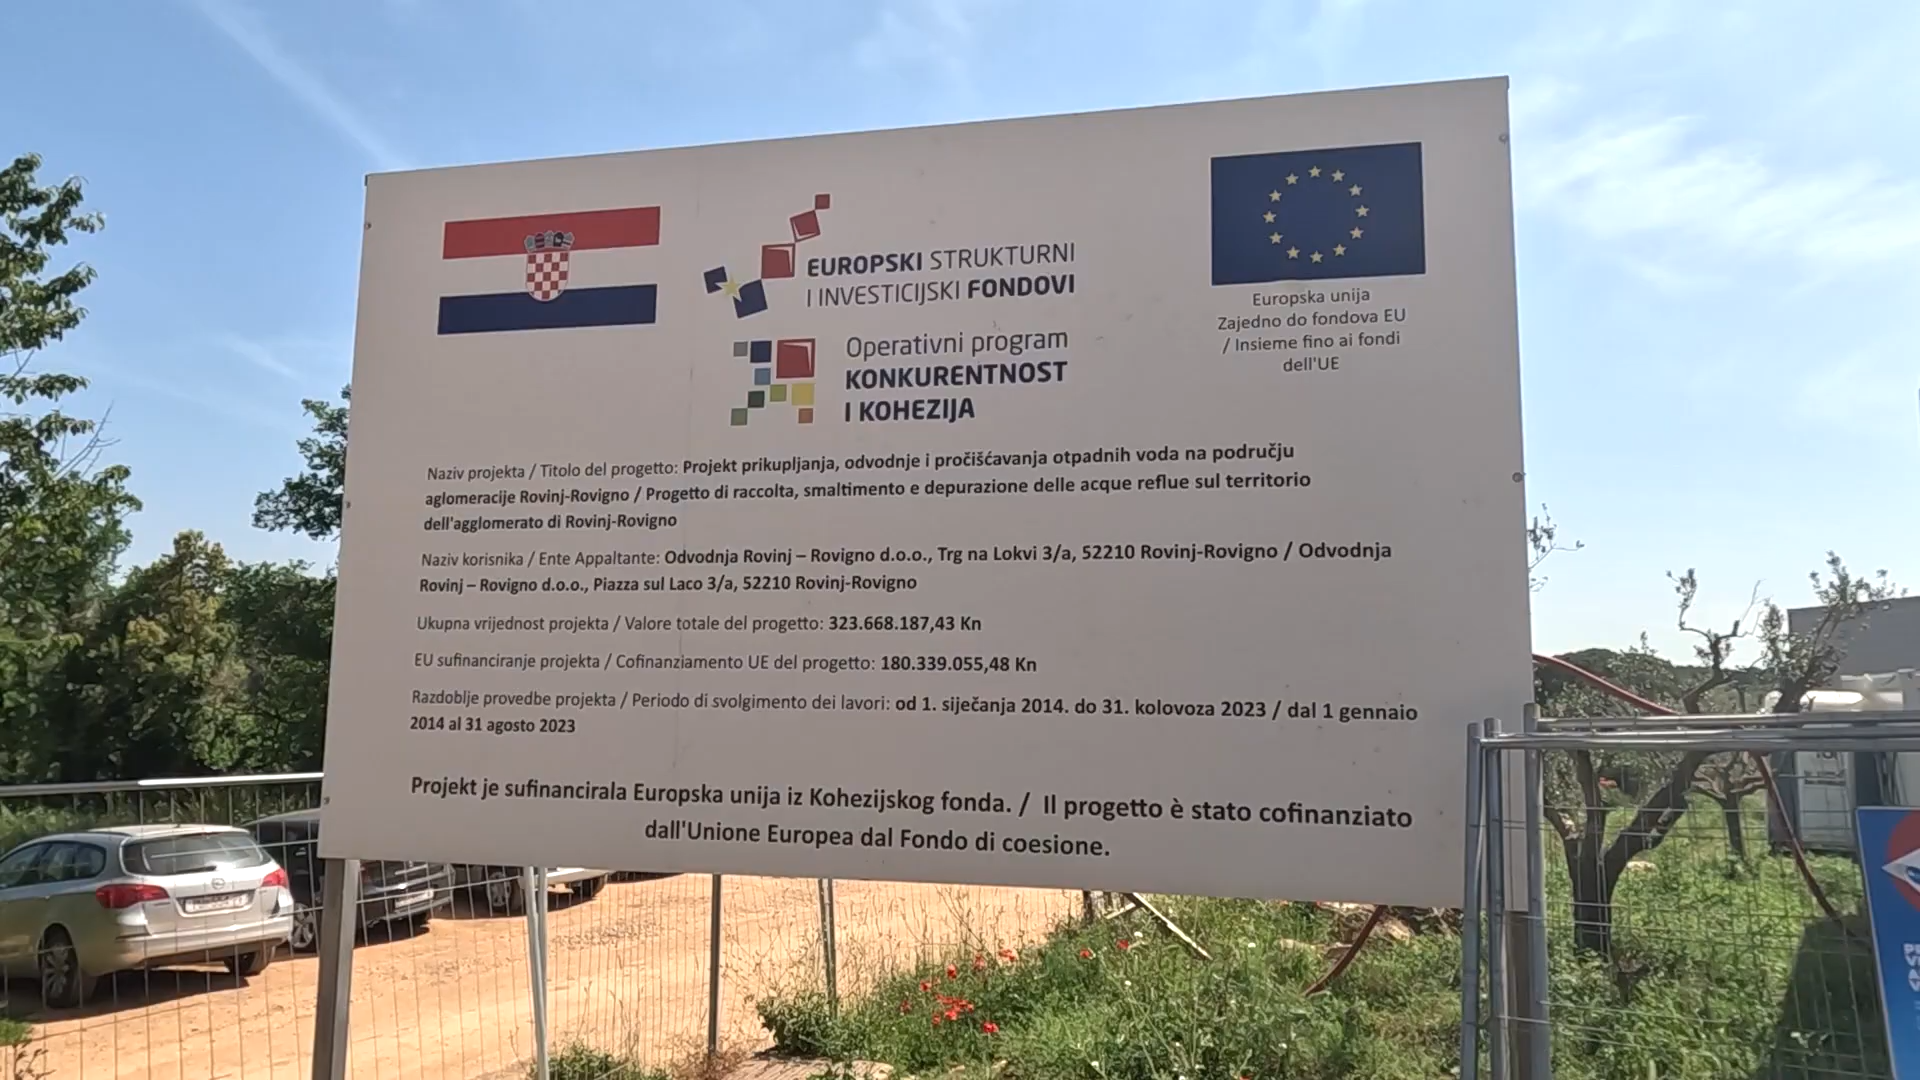 EUROPSKI STRUKTURNI
I INVESTICIJSKI FONDOVI
Operativni program
KONKURENTNOST
I KOHEZIJA
Europska unija
Zajedno do fondova EU
/ Insieme fino ai fondi
dell'UE
Naziv projekta / Titolo del progetto: Projekt prikupljanja, odvodnje i pročišćavanja otpadnih voda na području
aglomeracije Rovinj-Rovigno / Progetto di raccolta, smaltimento e depurazione delle acque reflue sul territorio
dell'agglomerato di Rovinj-Rovigno
Naziv korisnika / Ente Appaltante: Odvodnja Rovinj – Rovigno d.o.o., Trg na Lokvi 3/a, 52210 Rovinj-Rovigno / Odvodnja
Rovinj – Rovigno d.o.o., Piazza sul Laco 3/a, 52210 Rovinj-Rovigno
Ukupna vrijednost projekta / Valore totale del progetto: 323.668.187,43 Kn
EU sufinanciranje projekta / Cofinanziamento UE del progetto: 180.339.055,48 Kn
Razdoblje provedbe projekta / Periodo di svolgimento dei lavori: od 1. siječanja 2014. do 31. kolovoza 2023 / dal 1 gennaio
2014 al 31 agosto 2023
Projekt je sufinancirala Europska unija iz Kohezijskog fonda. / Il progetto è stato cofinanziato
dall'Unione Europea dal Fondo di coesione.